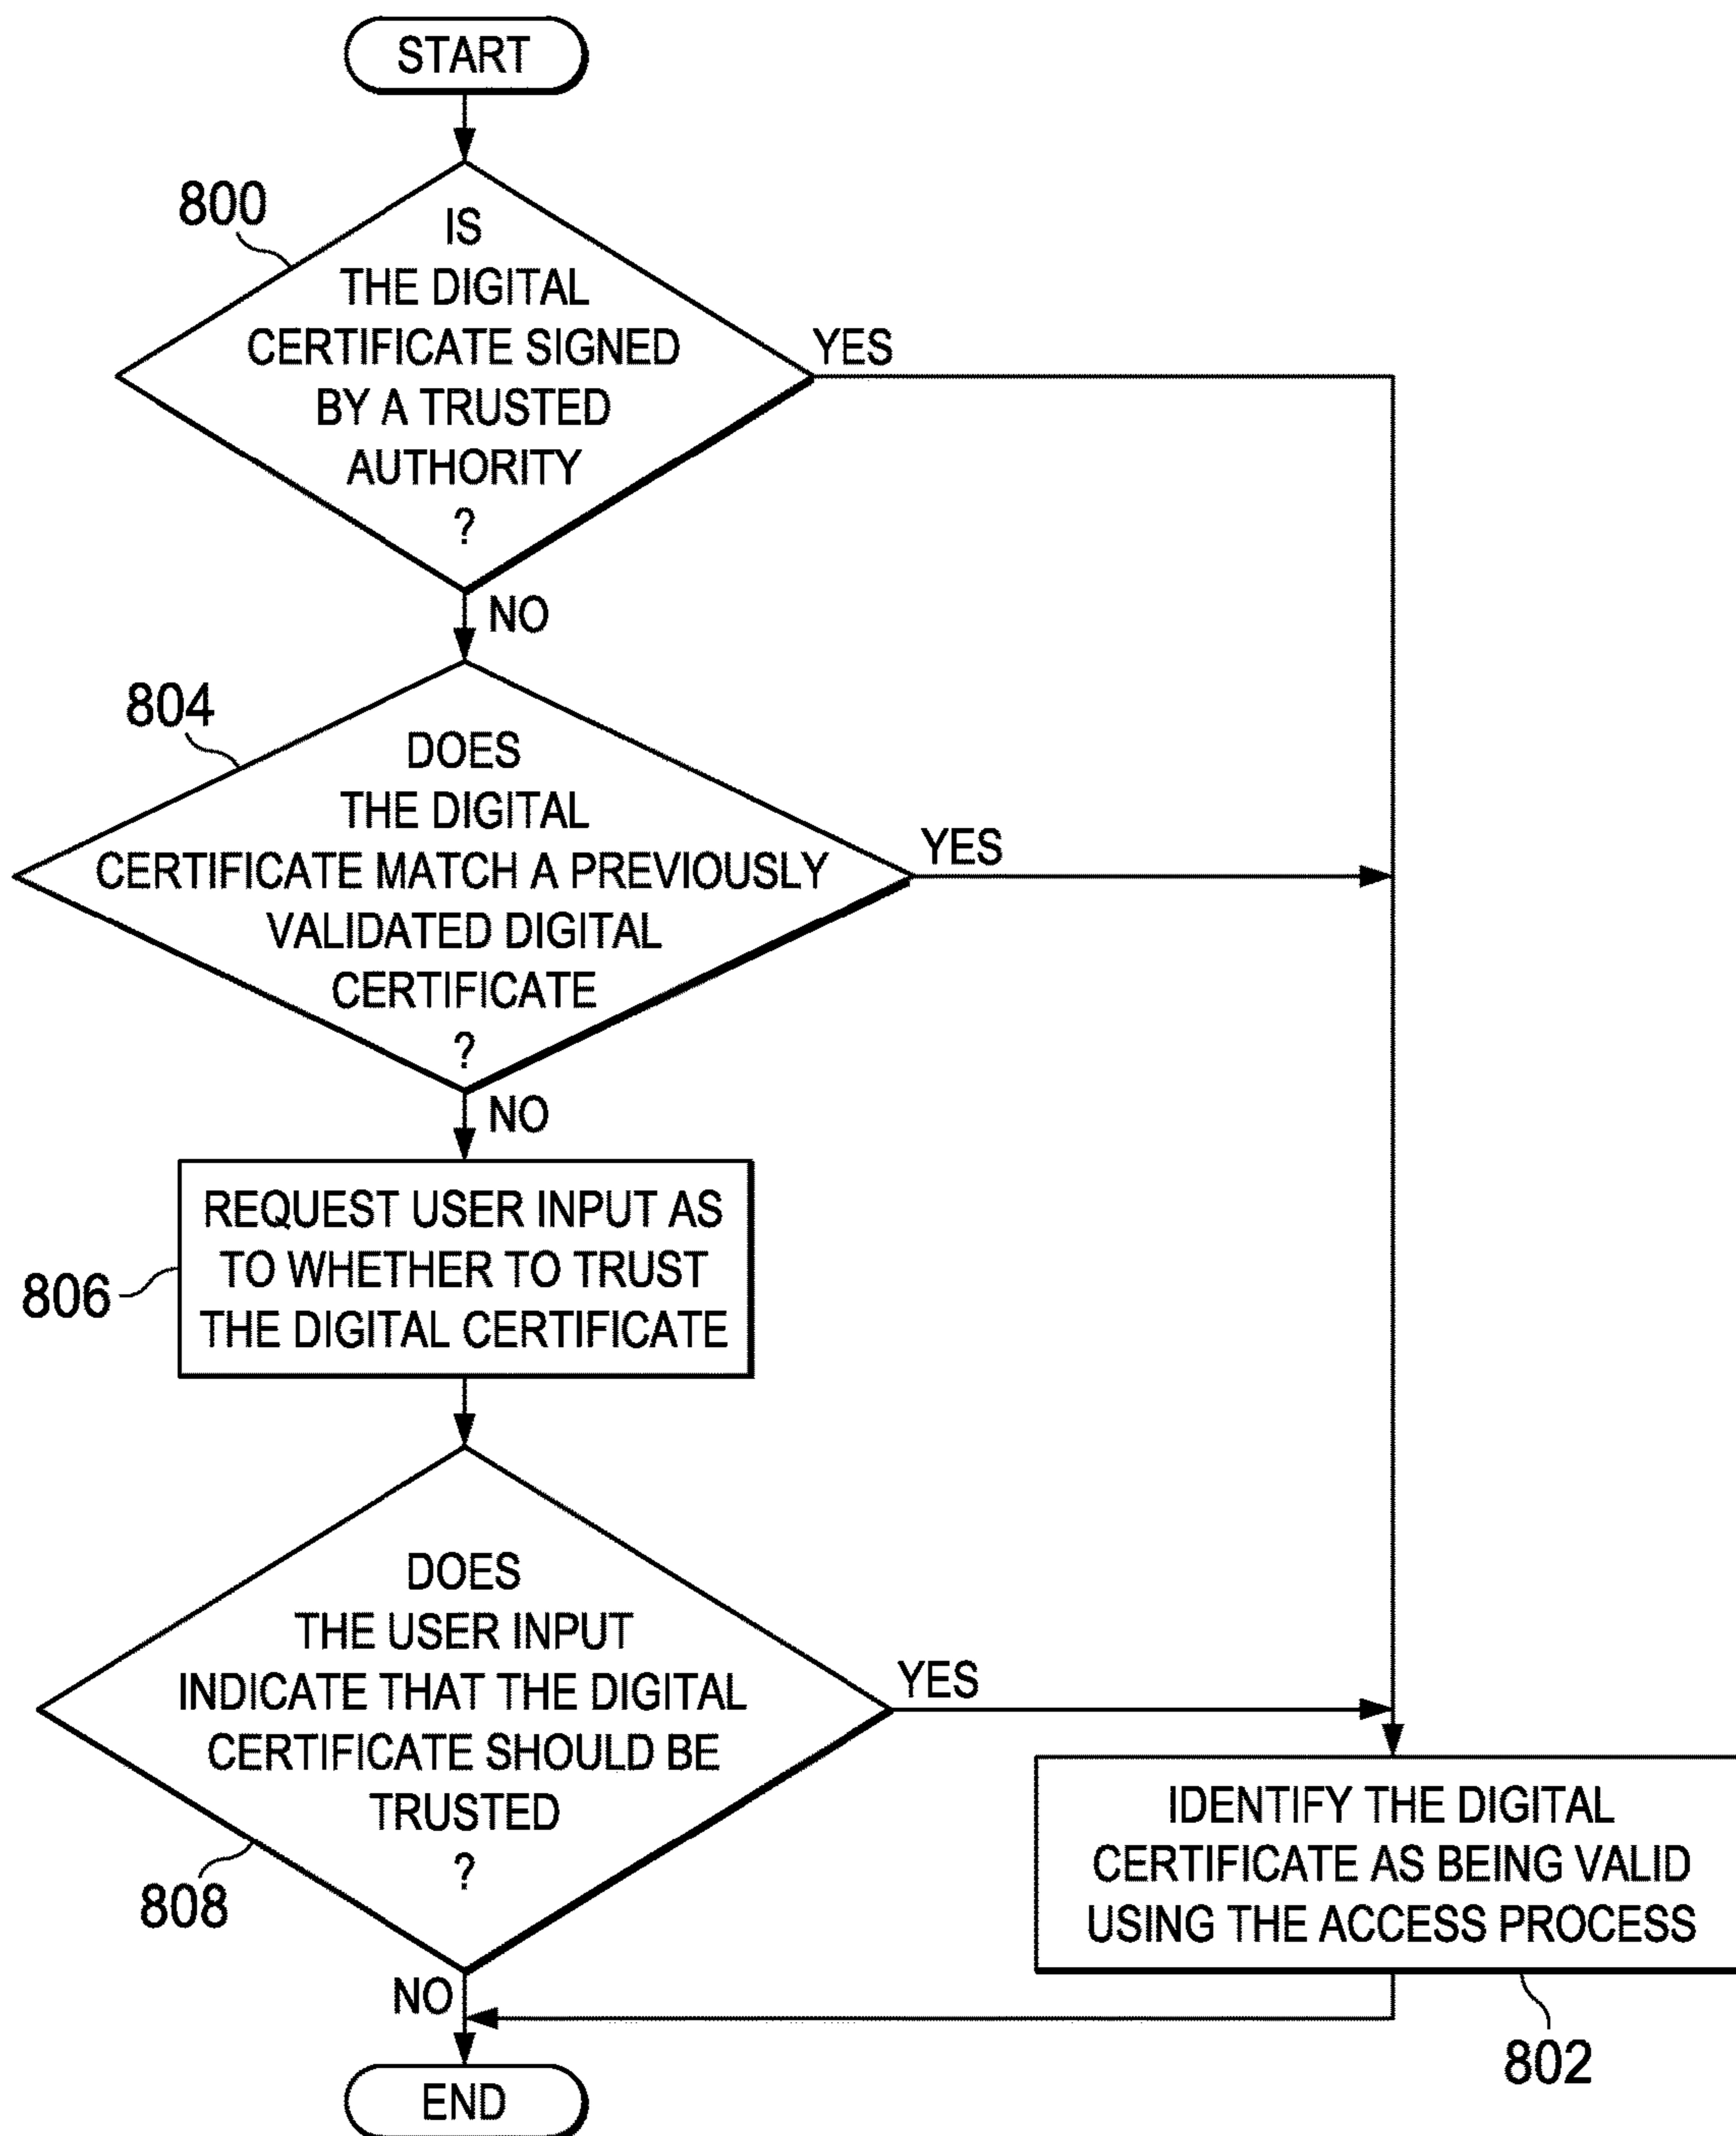 START
800
IS
THE DIGITAL
CERTIFICATE SIGNED
BY A TRUSTED
AUTHORITY
?
YES
NO
804
DOES
THE DIGITAL
CERTIFICATE MATCH A PREVIOUSLY
VALIDATED DIGITAL
CERTIFICATE
?
YES
NO
REQUEST USER INPUT AS
TO WHETHER TO TRUST
THE DIGITAL CERTIFICATE
806
DOES
THE USER INPUT
INDICATE THAT THE DIGITAL
CERTIFICATE SHOULD BE
TRUSTED
?
YES
808
NO
IDENTIFY THE DIGITAL
CERTIFICATE AS BEING VALID
USING THE ACCESS PROCESS
802
END